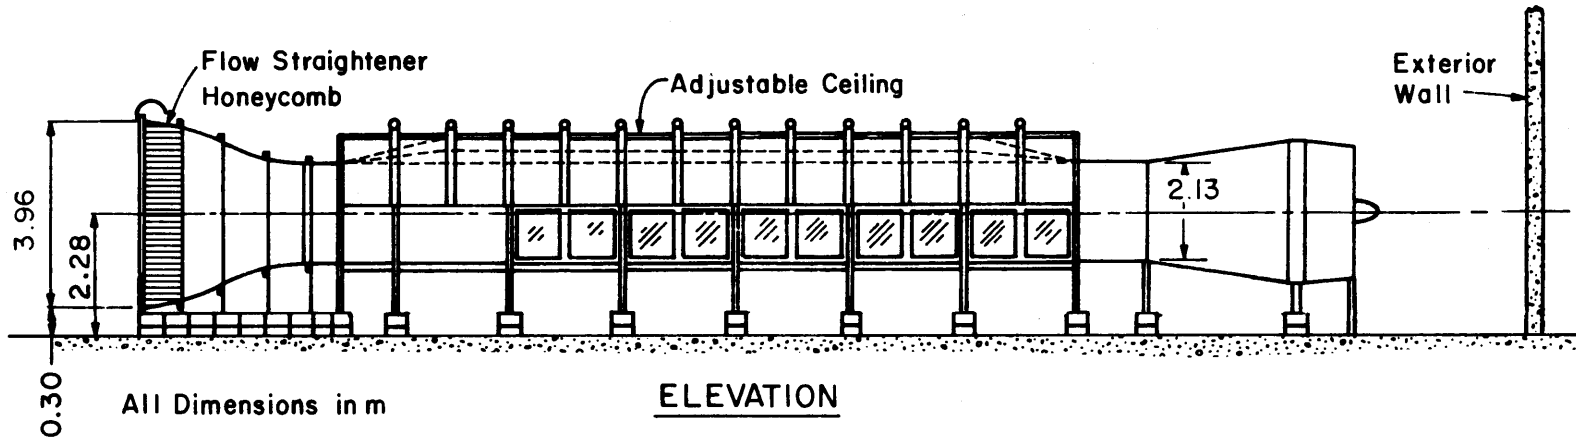 Flow Straightener
Honeycomb
Adjustable Ceiling
Exterior
Wall
3.96
2.28
2.13
0.30
All Dimensions in m
ELEVATION